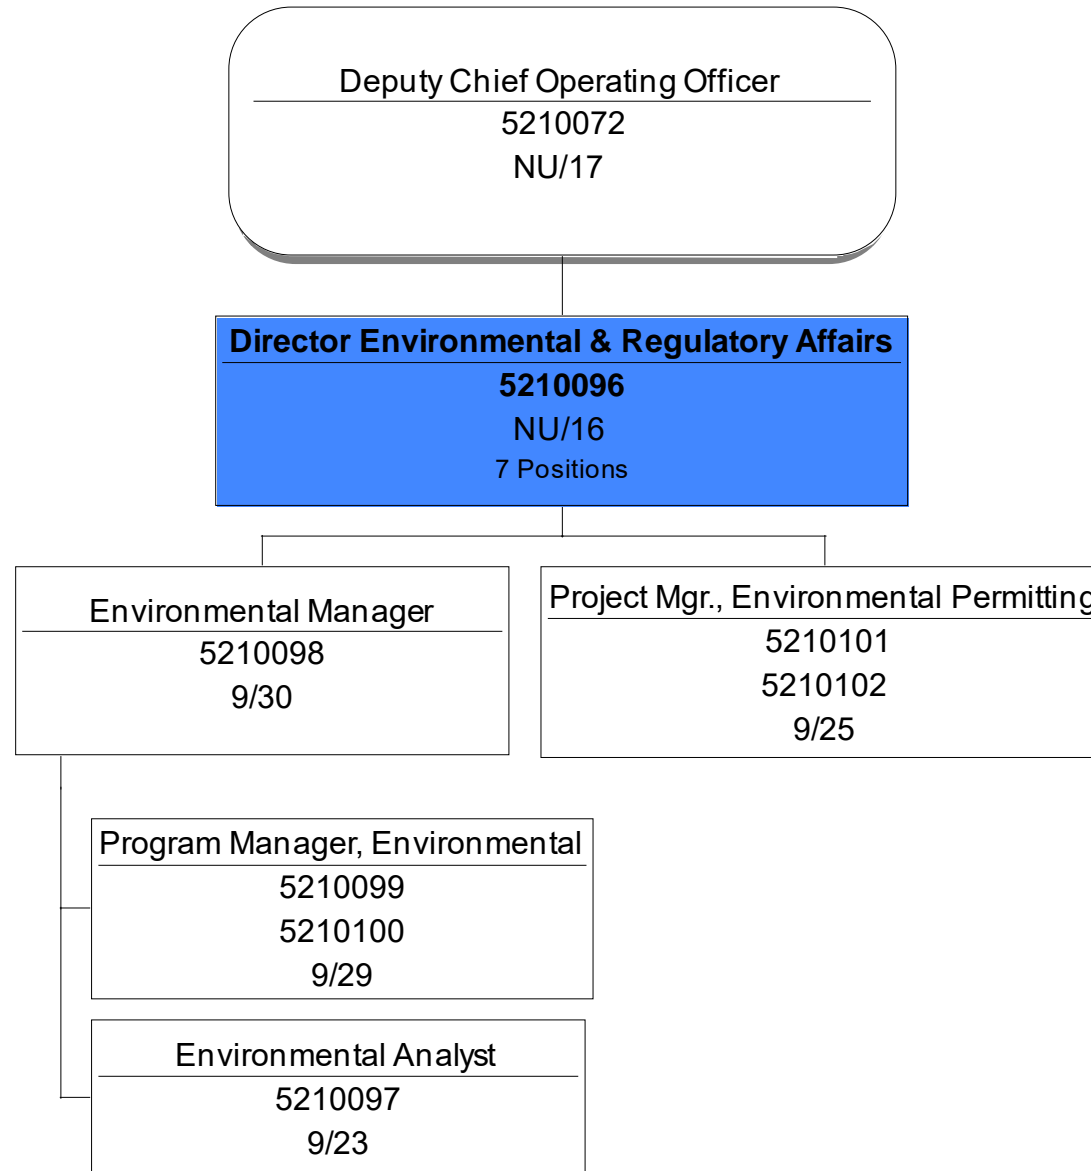 Deputy Chief Operating Officer
5210072
NU/17
Director Environmental & Regulatory Affairs
5210096
NU/16
7 Positions
Environmental Manager
5210098
9/30
Project Mgr., Environmental Permitting
5210101
5210102
9/25
Program Manager, Environmental
5210099
5210100
9/29
Environmental Analyst
5210097
9/23